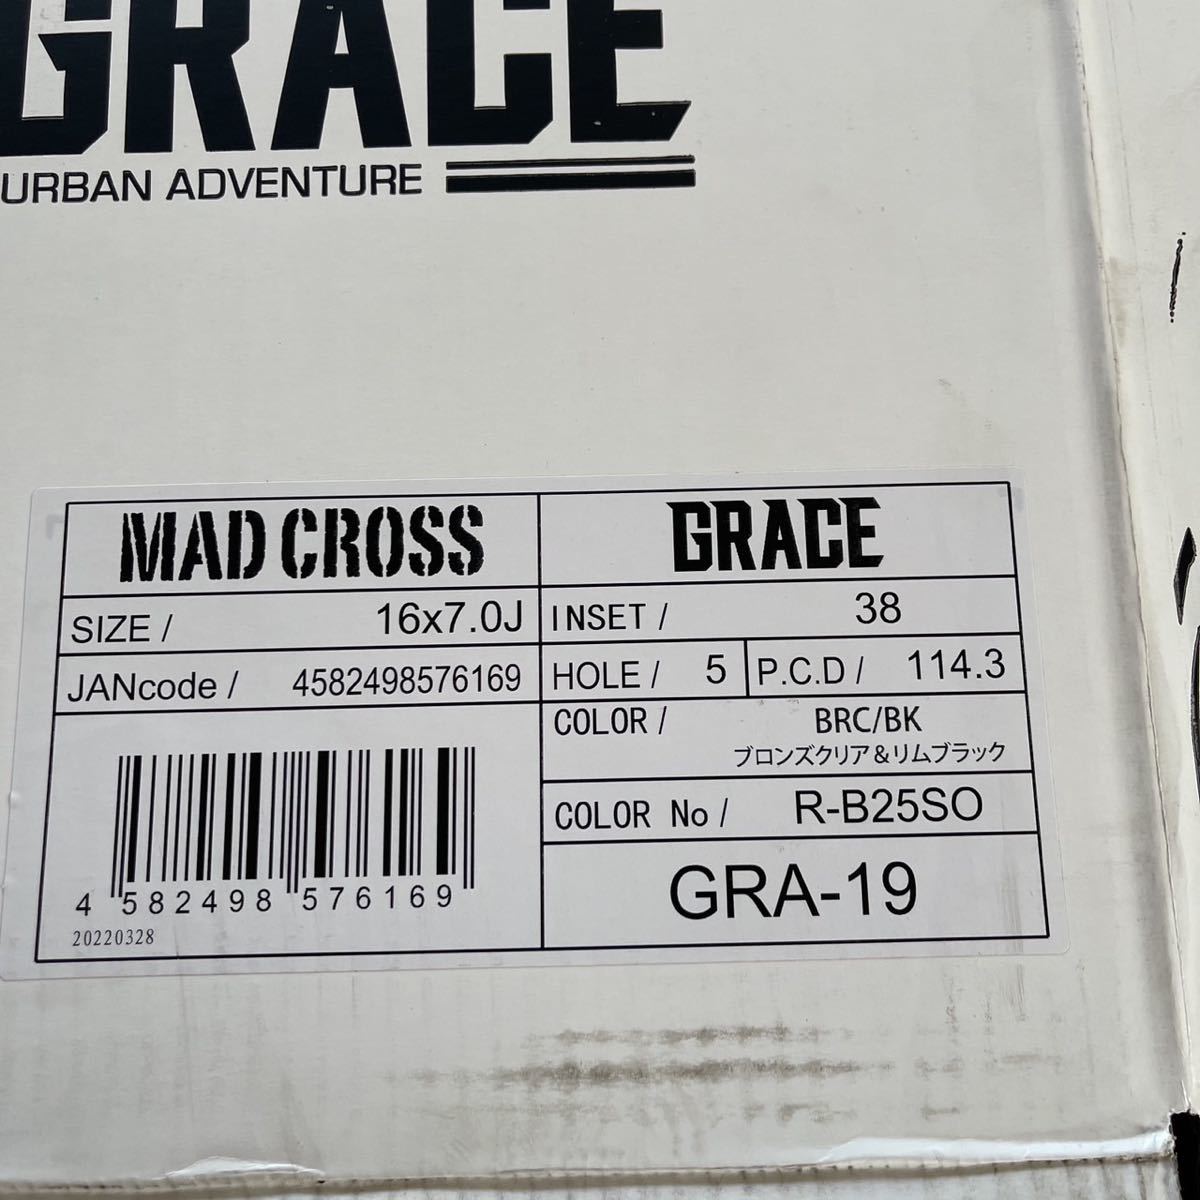 GRACE
URBAN ADVENTURE
MAD CROSS
GRACE
SIZE / 16x7.0J
INSET / 38
JANcode / 4582498576169
HOLE / 5
P.C.D / 114.3
COLOR / BRC/BK
ブロンズクリア&リムブラック
COLOR No / R-B25SO
GRA-19
4 582498 576169
20220328